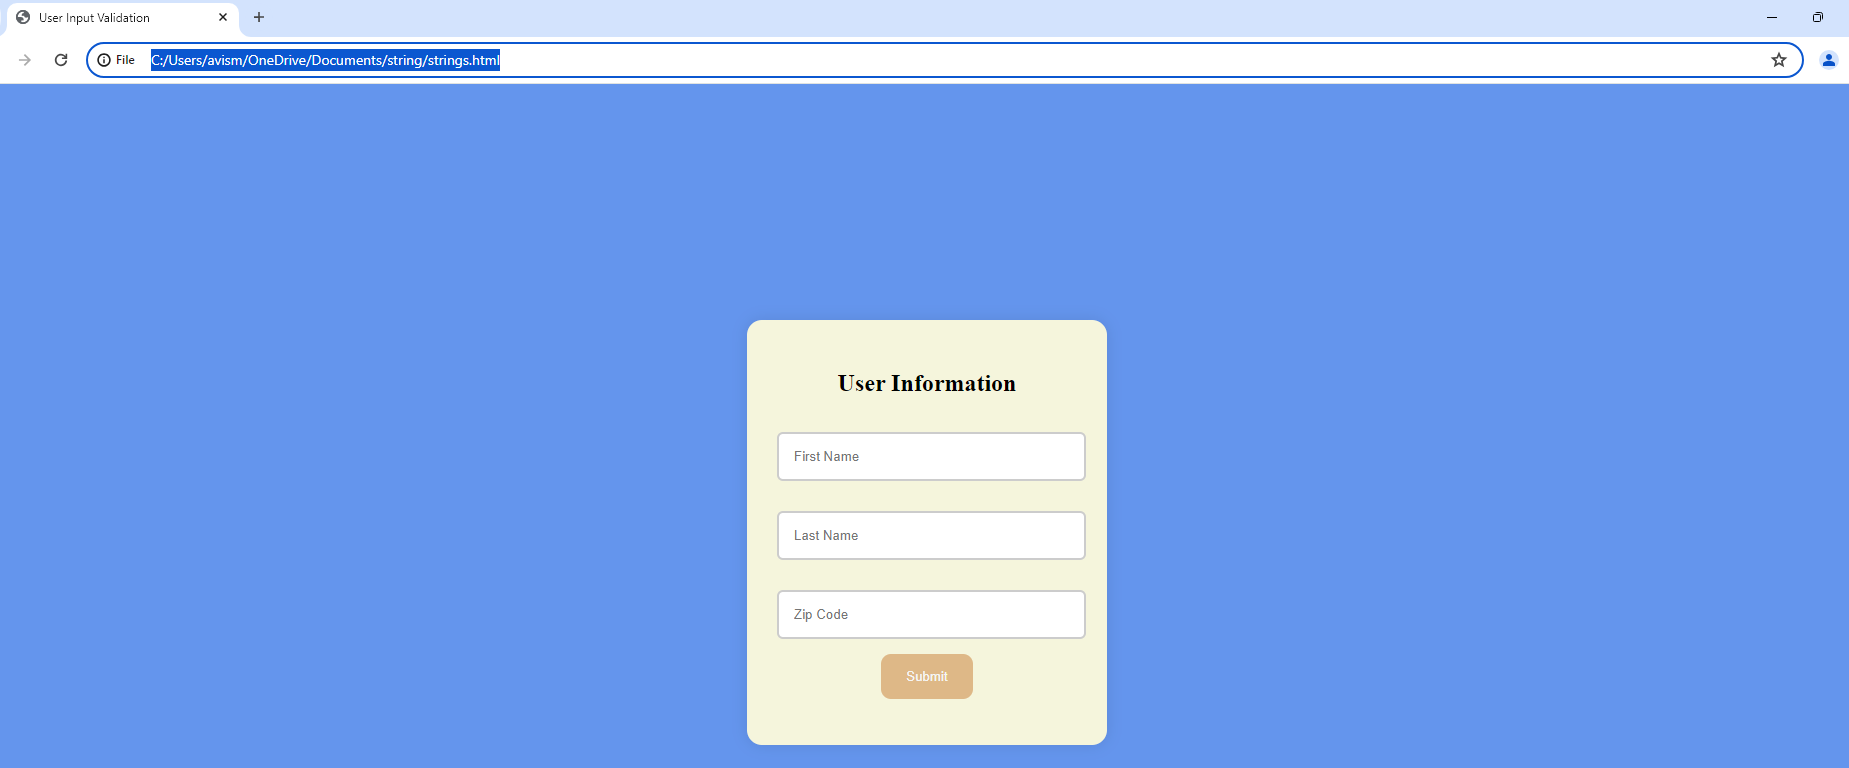 User Input Validation
File C:/Users/avism/OneDrive/Documents/string/strings.html
User Information
First Name
Last Name
Zip Code
Submit